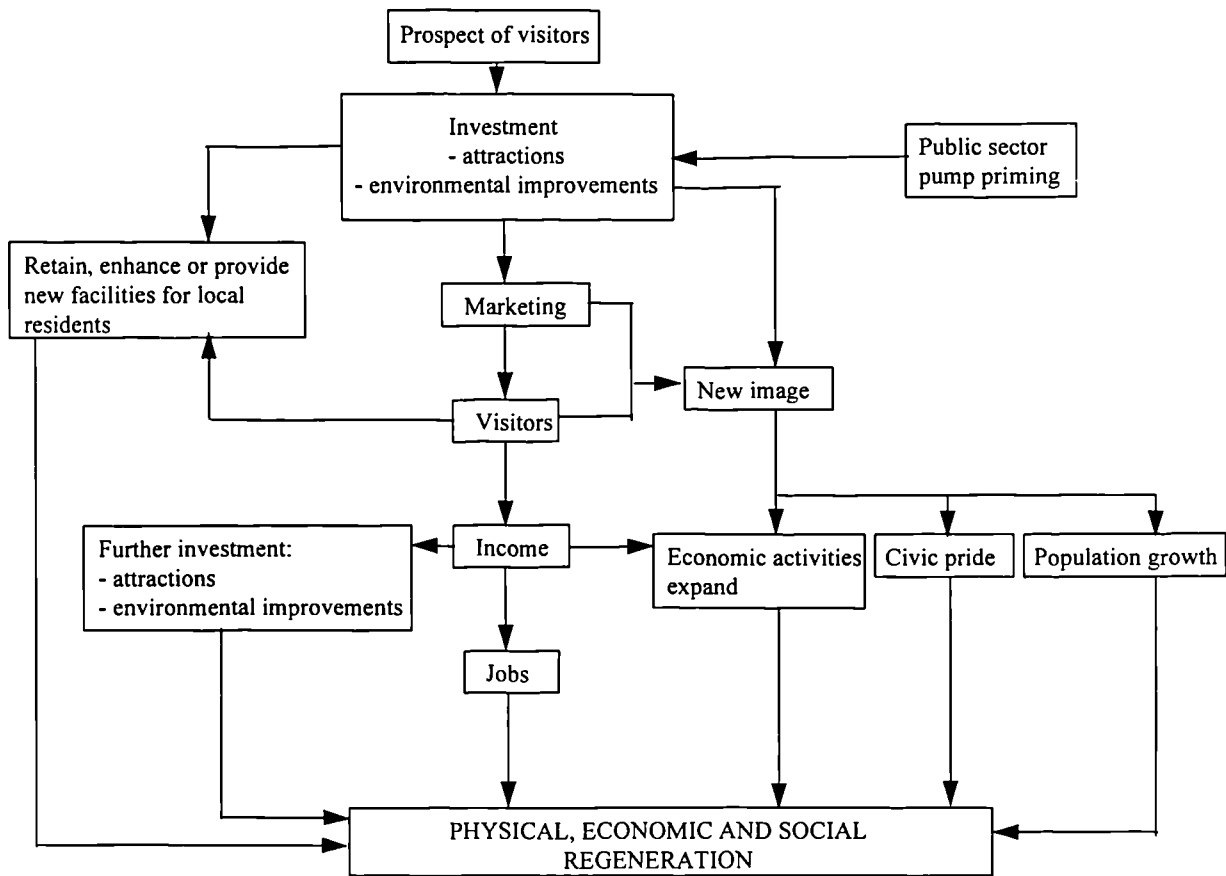 Prospect of visitors
Investment
- attractions
- environmental improvements
Public sector
pump priming
Retain, enhance or provide
new facilities for local
residents
Marketing
New image
Visitors
Further investment:
- attractions
- environmental improvements
Income
Economic activities
expand
Civic pride
Population growth
Jobs
PHYSICAL, ECONOMIC AND SOCIAL
REGENERATION